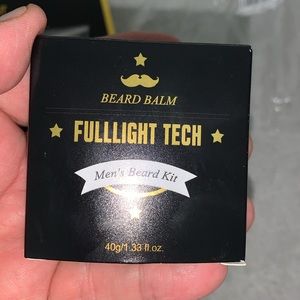 BEARD BALM
FULLLIGHT TECH
Men's Beard Kit
40g/1.33 fl.oz.